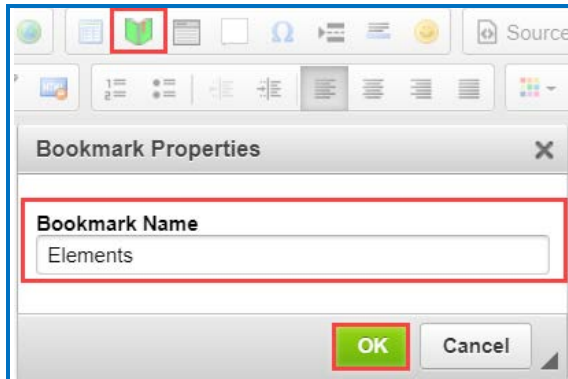 Ω Source
Bookmark Properties
Bookmark Name
Elements
OK Cancel